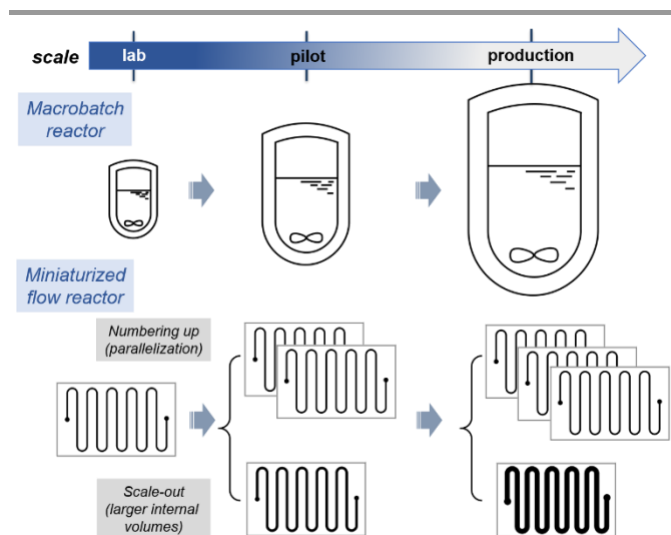 scale
lab
pilot
production
Macrobatch
reactor
Miniaturized
flow reactor
Numbering up
(parallelization)
Scale-out
(larger internal
volumes)